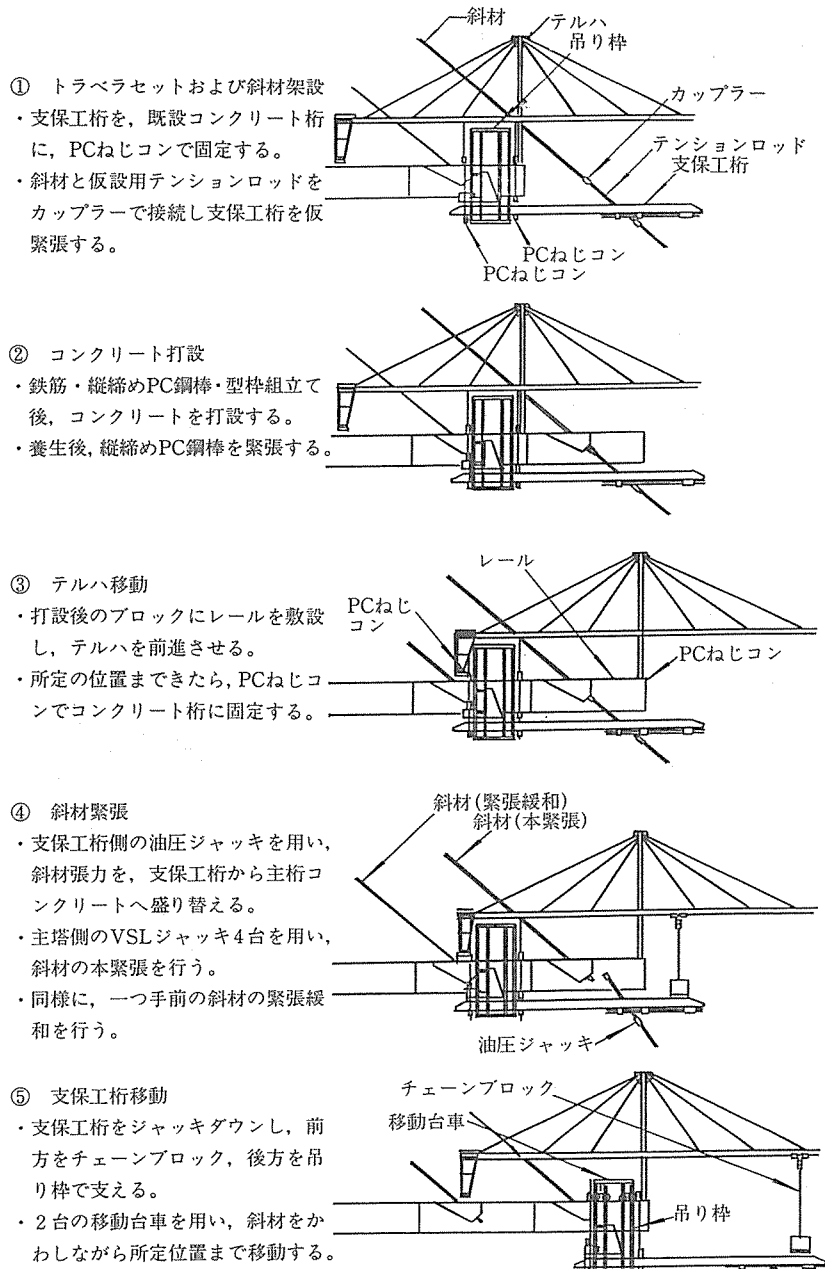 ① トラベラセットおよび斜材架設
・支保工桁を，既設コンクリート桁
に，PCねじコンで固定する。
・斜材と仮設用テンションロッドを
カップラーで接続し支保工桁を仮
緊張する。
斜材
テルハ
吊り枠
カップラー
テンションロッド
支保工桁
PCねじコン
PCねじコン
② コンクリート打設
・鉄筋・縦締めPC鋼棒・型枠組立て
後，コンクリートを打設する。
・養生後，縦締めPC鋼棒を緊張する。
③ テルハ移動
・打設後のブロックにレールを敷設
し，テルハを前進させる。
・所定の位置まできたら，PCねじコ
ンでコンクリート桁に固定する。
レール
PCねじ
コン
PCねじコン
④ 斜材緊張
・支保工桁側の油圧ジャッキを用い，
斜材張力を，支保工桁から主桁コ
ンクリートへ盛り替える。
・主塔側のVSLジャッキ4台を用い，
斜材の本緊張を行う。
・同様に，一つ手前の斜材の緊張緩
和を行う。
斜材(緊張緩和)
斜材(本緊張)
油圧ジャッキ
⑤ 支保工桁移動
・支保工桁をジャッキダウンし，前
方をチェーンブロック，後方を吊
り枠で支える。
・2台の移動台車を用い，斜材をか
わしながら所定位置まで移動する。
チェーンブロック
移動台車
吊り枠